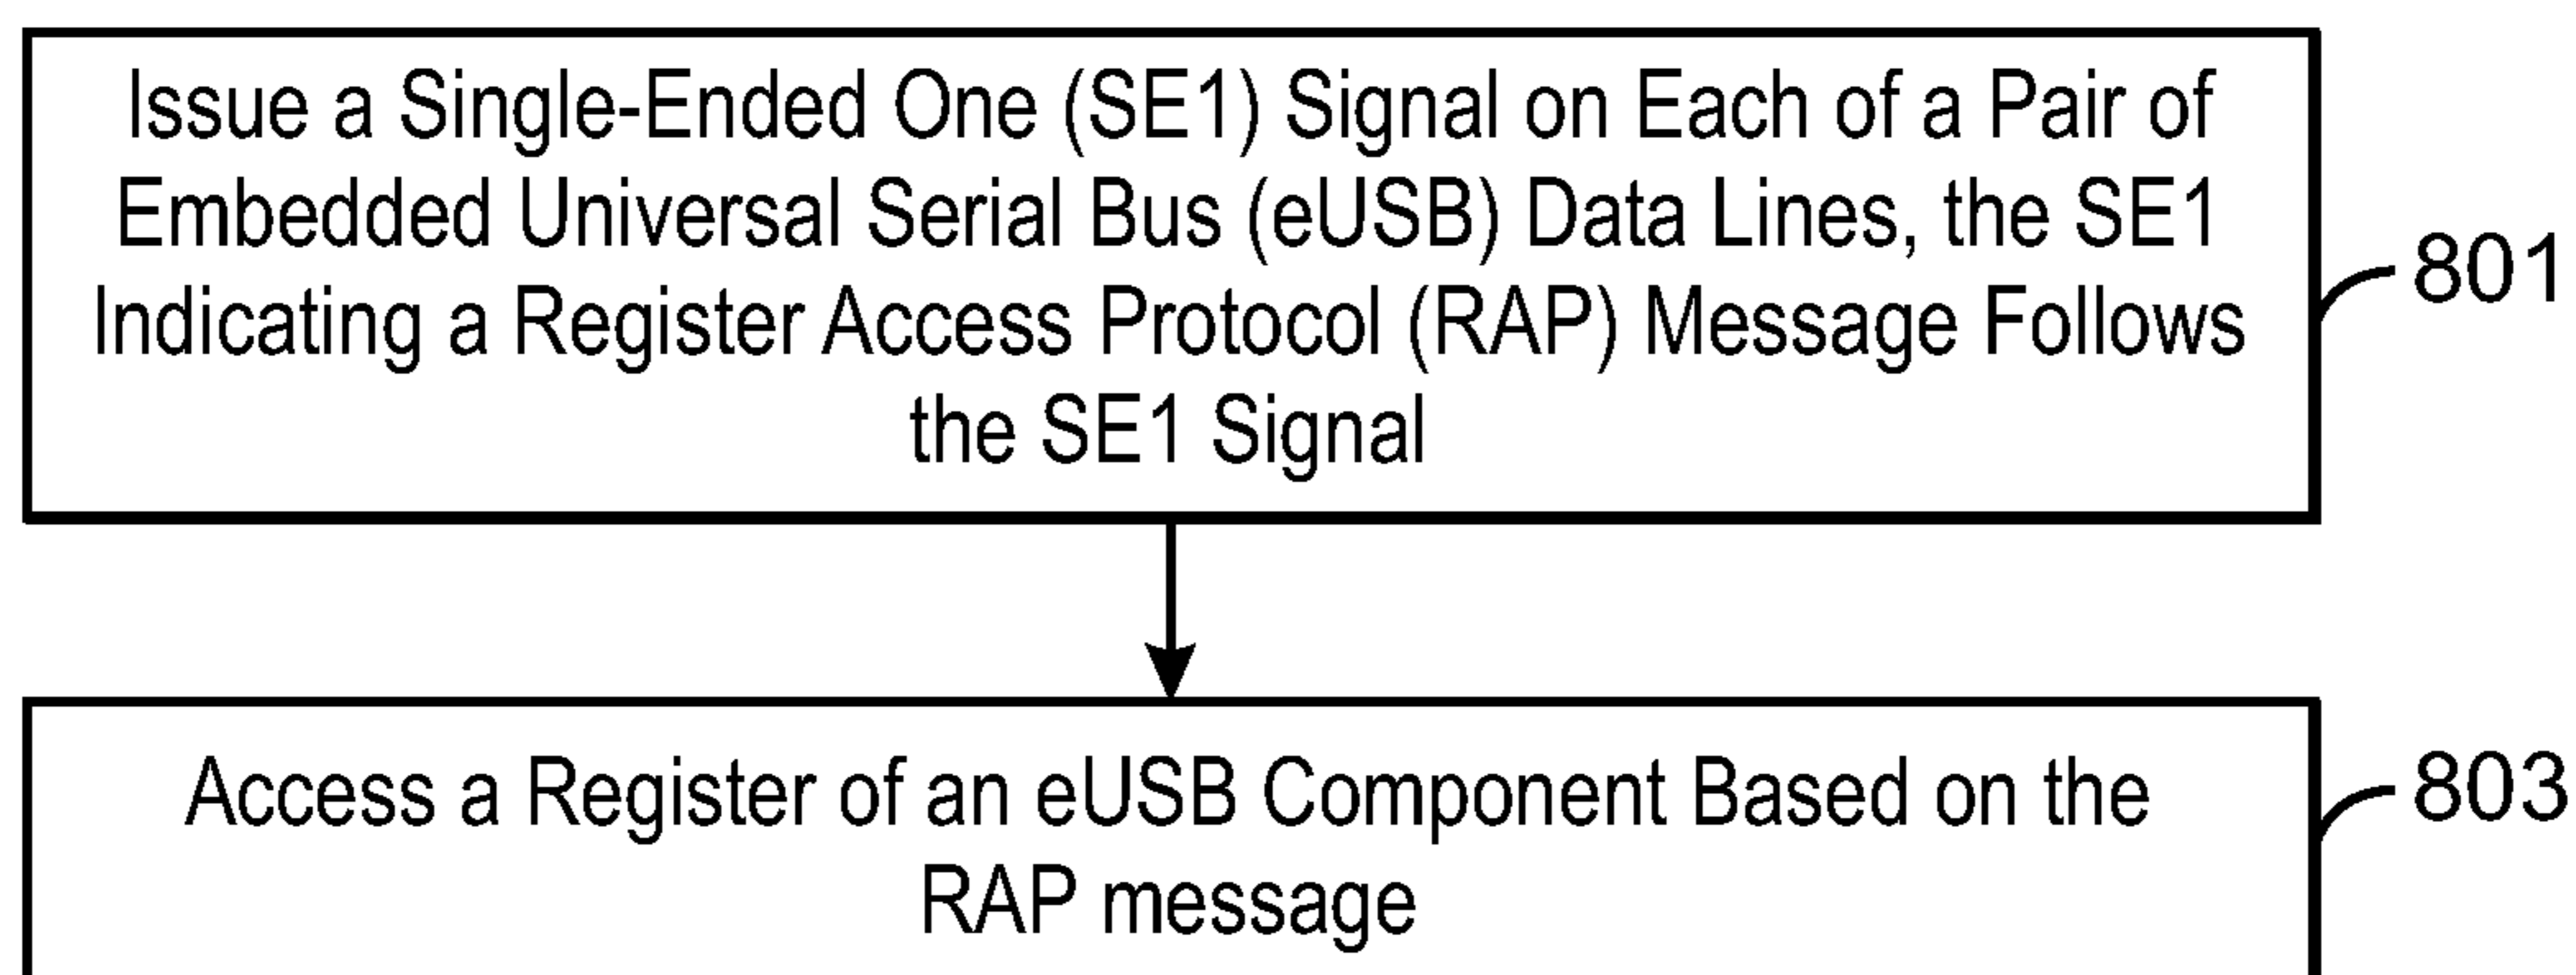 Issue a Single-Ended One (SE1) Signal on Each of a Pair of
Embedded Universal Serial Bus (eUSB) Data Lines, the SE1
Indicating a Register Access Protocol (RAP) Message Follows
the SE1 Signal
801
Access a Register of an eUSB Component Based on the
RAP message
803